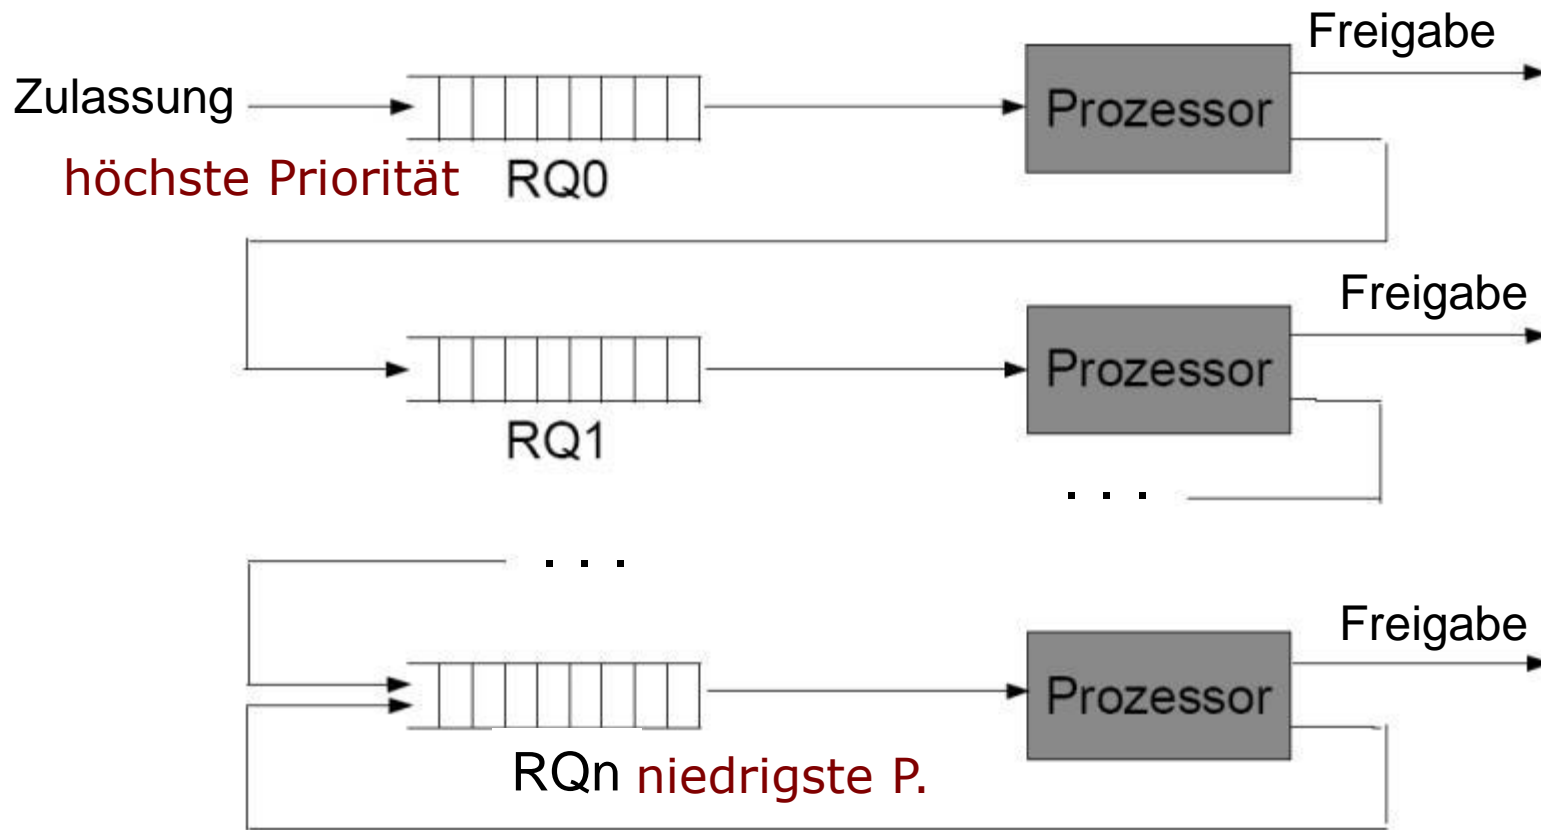 Freigabe
Zulassung
Prozessor
höchste Priorität RQ0
Freigabe
Prozessor
RQ1
. . .
. . .
Freigabe
Prozessor
RQn niedrigste P.